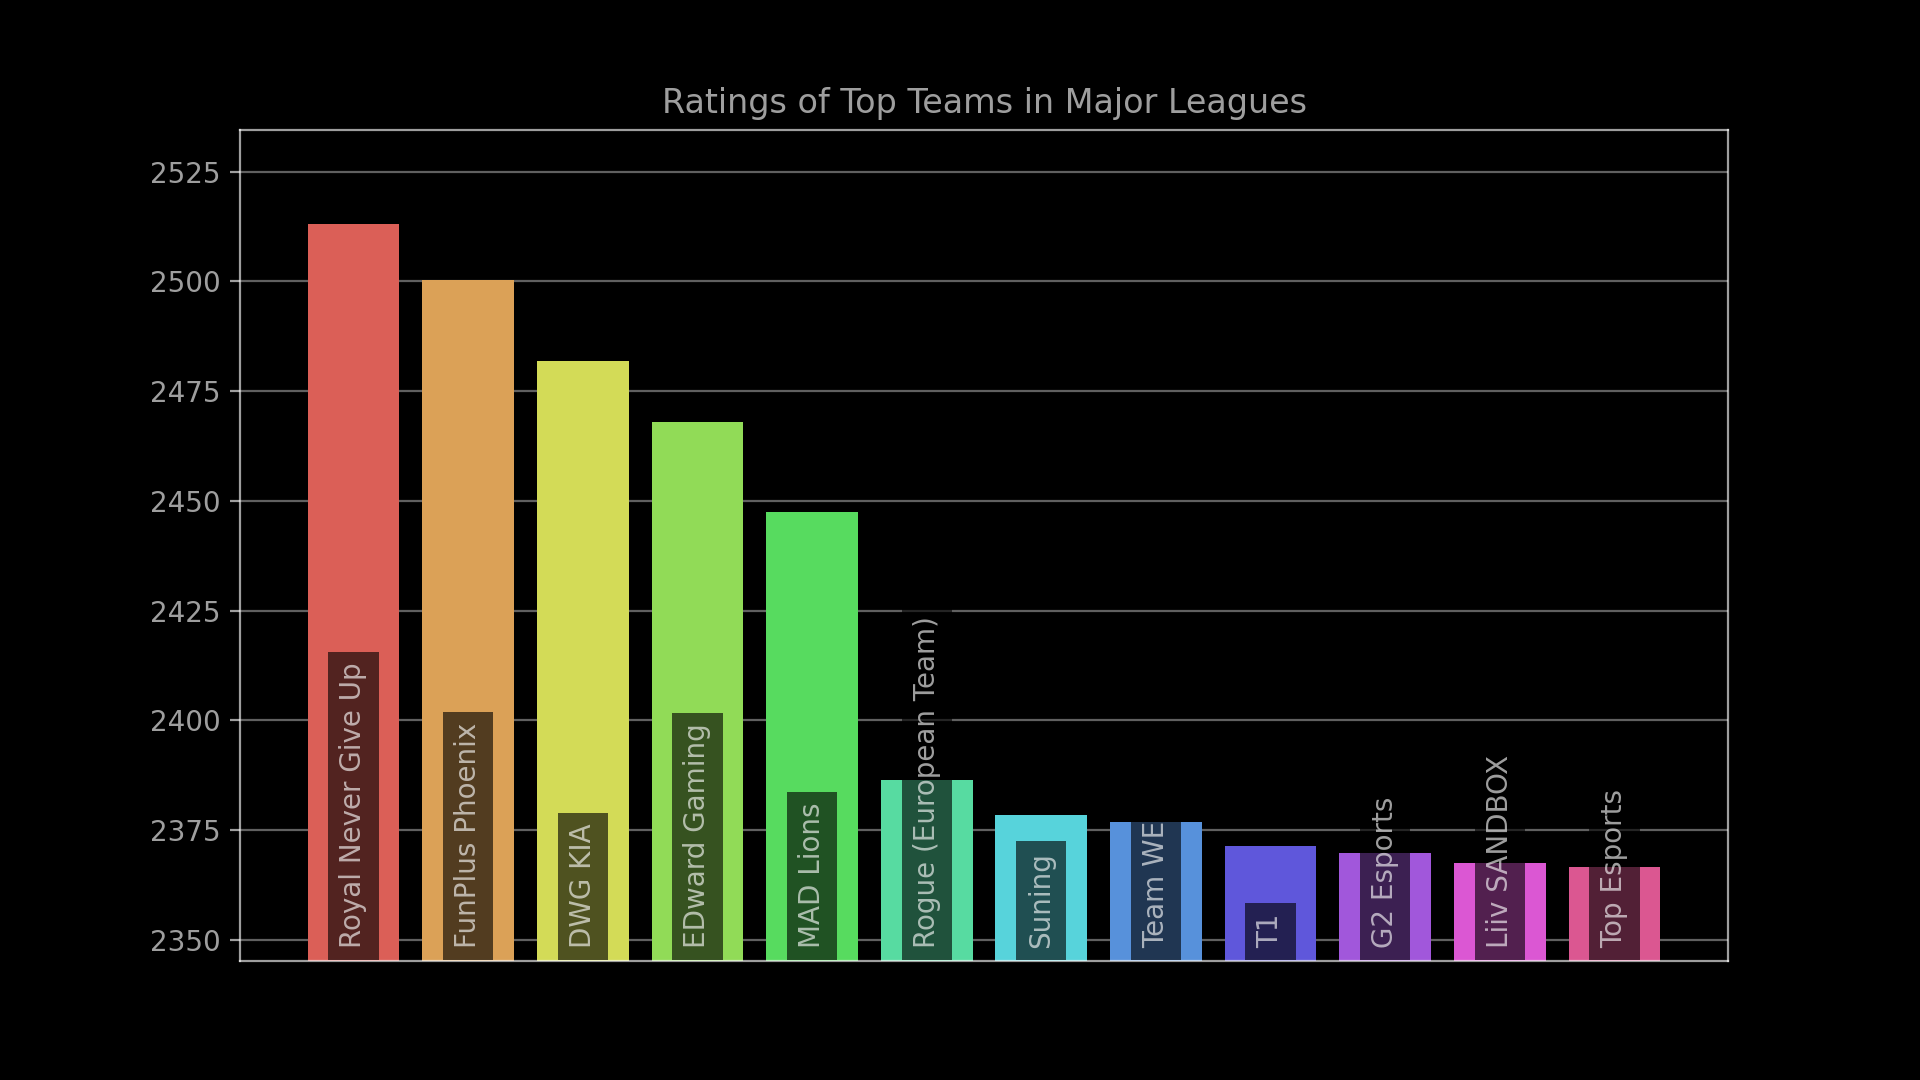 Ratings of Top Teams in Major Leagues
2525
2500
2475
2450
2425
2400
2375
2350
Royal Never Give Up
FunPlus Phoenix
DWG KIA
EDward Gaming
MAD Lions
Rogue (European Team)
Suning
Team WE
T1
G2 Esports
Liiv SANDBOX
Top Esports